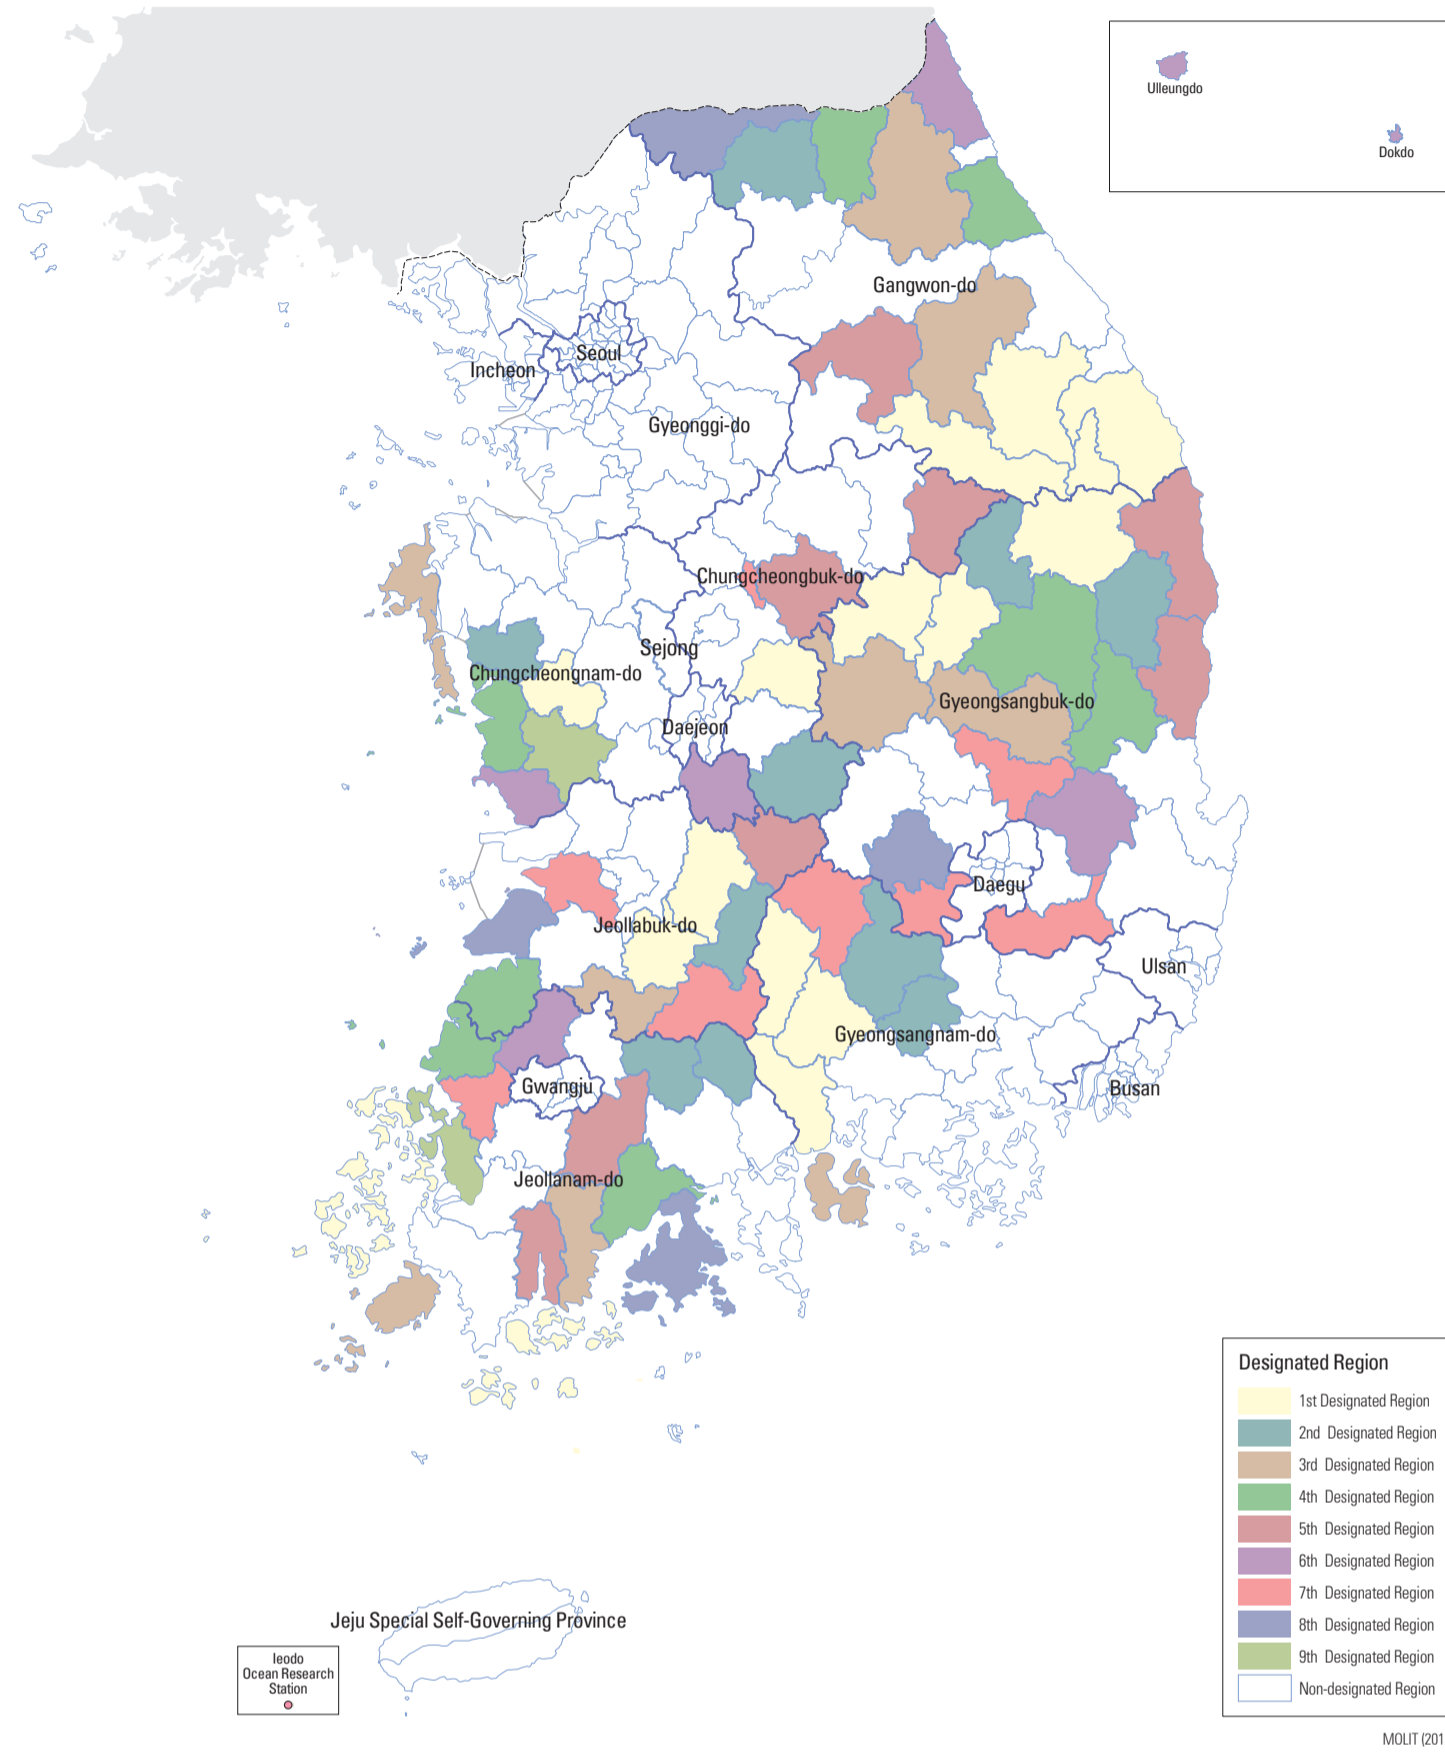 Ulleungdo
Dokdo
Gangwon-do
Seoul
Incheon
Gyeonggi-do
Chungcheongbuk-do
Sejong
Chungcheongnam-do
Gyeongsangbuk-do
Daejeon
Daegu
Jeollabuk-do
Ulsan
Gyeongsangnam-do
Gwangju
Busan
Jeollanam-do
Designated Region
1st Designated Region
2nd Designated Region
3rd Designated Region
4th Designated Region
5th Designated Region
6th Designated Region
7th Designated Region
8th Designated Region
9th Designated Region
Non-designated Region
Jeju Special Self-Governing Province
Ieodo
Ocean Research
Station
MOLIT (201